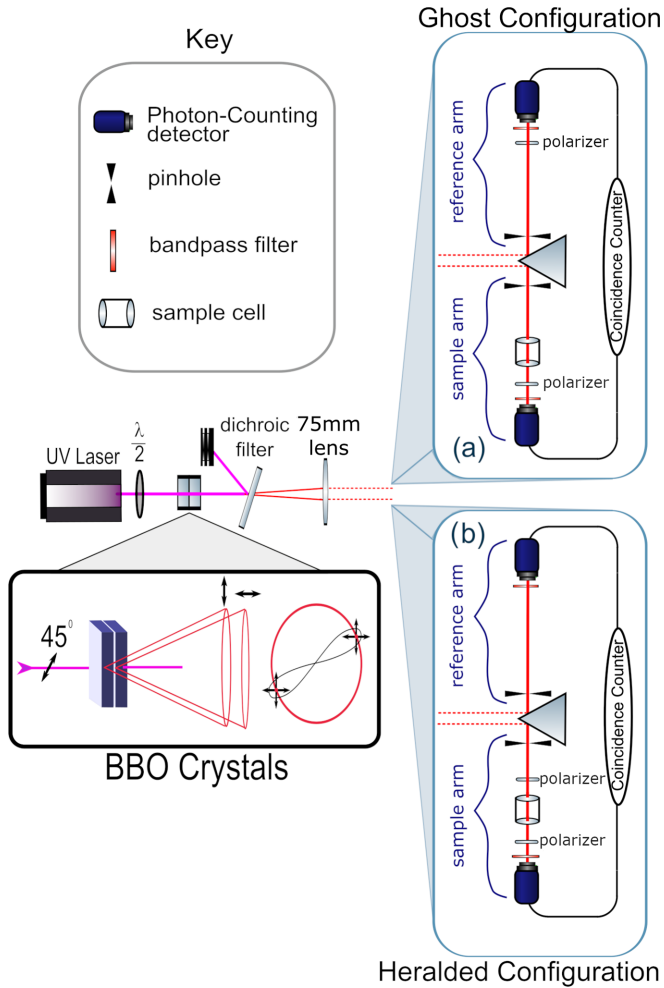 Ghost Configuration
Key
Photon-Counting
detector
pinhole
bandpass filter
sample cell
reference arm
polarizer
Coincidence Counter
sample arm
polarizer
(a)
UV Laser
λ
2
dichroic
filter
75mm
lens
45°
BBO Crystals
(b)
reference arm
Coincidence Counter
sample arm
polarizer
polarizer
Heralded Configuration